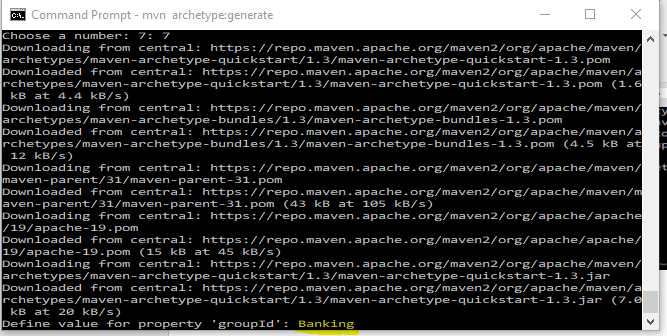 Command Prompt - mvn archetype:generate
Choose a number: 7: 7
Downloading from central: https://repo.maven.apache.org/maven2/org/apache/maven/
archetypes/maven-archetype-quickstart/1.3/maven-archetype-quickstart-1.3.pom
Downloaded from central: https://repo.maven.apache.org/maven2/org/apache/maven/a
rchetypes/maven-archetype-quickstart/1.3/maven-archetype-quickstart-1.3.pom (1.6
 kB at 4.4 kB/s)
Downloading from central: https://repo.maven.apache.org/maven2/org/apache/maven/
archetypes/maven-archetype-bundles/1.3/maven-archetype-bundles-1.3.pom
Downloaded from central: https://repo.maven.apache.org/maven2/org/apache/maven/a
rchetypes/maven-archetype-bundles/1.3/maven-archetype-bundles-1.3.pom (4.5 kB at
 12 kB/s)
Downloading from central: https://repo.maven.apache.org/maven2/org/apache/maven/
maven-parent/31/maven-parent-31.pom
Downloaded from central: https://repo.maven.apache.org/maven2/org/apache/maven/m
aven-parent/31/maven-parent-31.pom (43 kB at 105 kB/s)
Downloading from central: https://repo.maven.apache.org/maven2/org/apache/apache
/19/apache-19.pom
Downloaded from central: https://repo.maven.apache.org/maven2/org/apache/apache/
19/apache-19.pom (15 kB at 45 kB/s)
Downloading from central: https://repo.maven.apache.org/maven2/org/apache/maven/
archetypes/maven-archetype-quickstart/1.3/maven-archetype-quickstart-1.3.jar
Downloaded from central: https://repo.maven.apache.org/maven2/org/apache/maven/a
rchetypes/maven-archetype-quickstart/1.3/maven-archetype-quickstart-1.3.jar (7.0
 kB at 20 kB/s)
Define value for property 'groupId': Banking